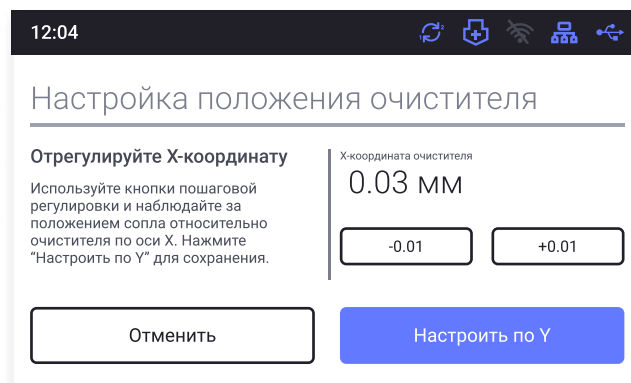 12:04
Настройка положения очистителя
Отрегулируйте X-координату
Используйте кнопки пошаговой
регулировки и наблюдайте за
положением сопла относительно
очистителя по оси X. Нажмите
“Настроить по Y” для сохранения.
X-координата очистителя
0.03 мм
-0.01
+0.01
Отменить
Настроить по Y